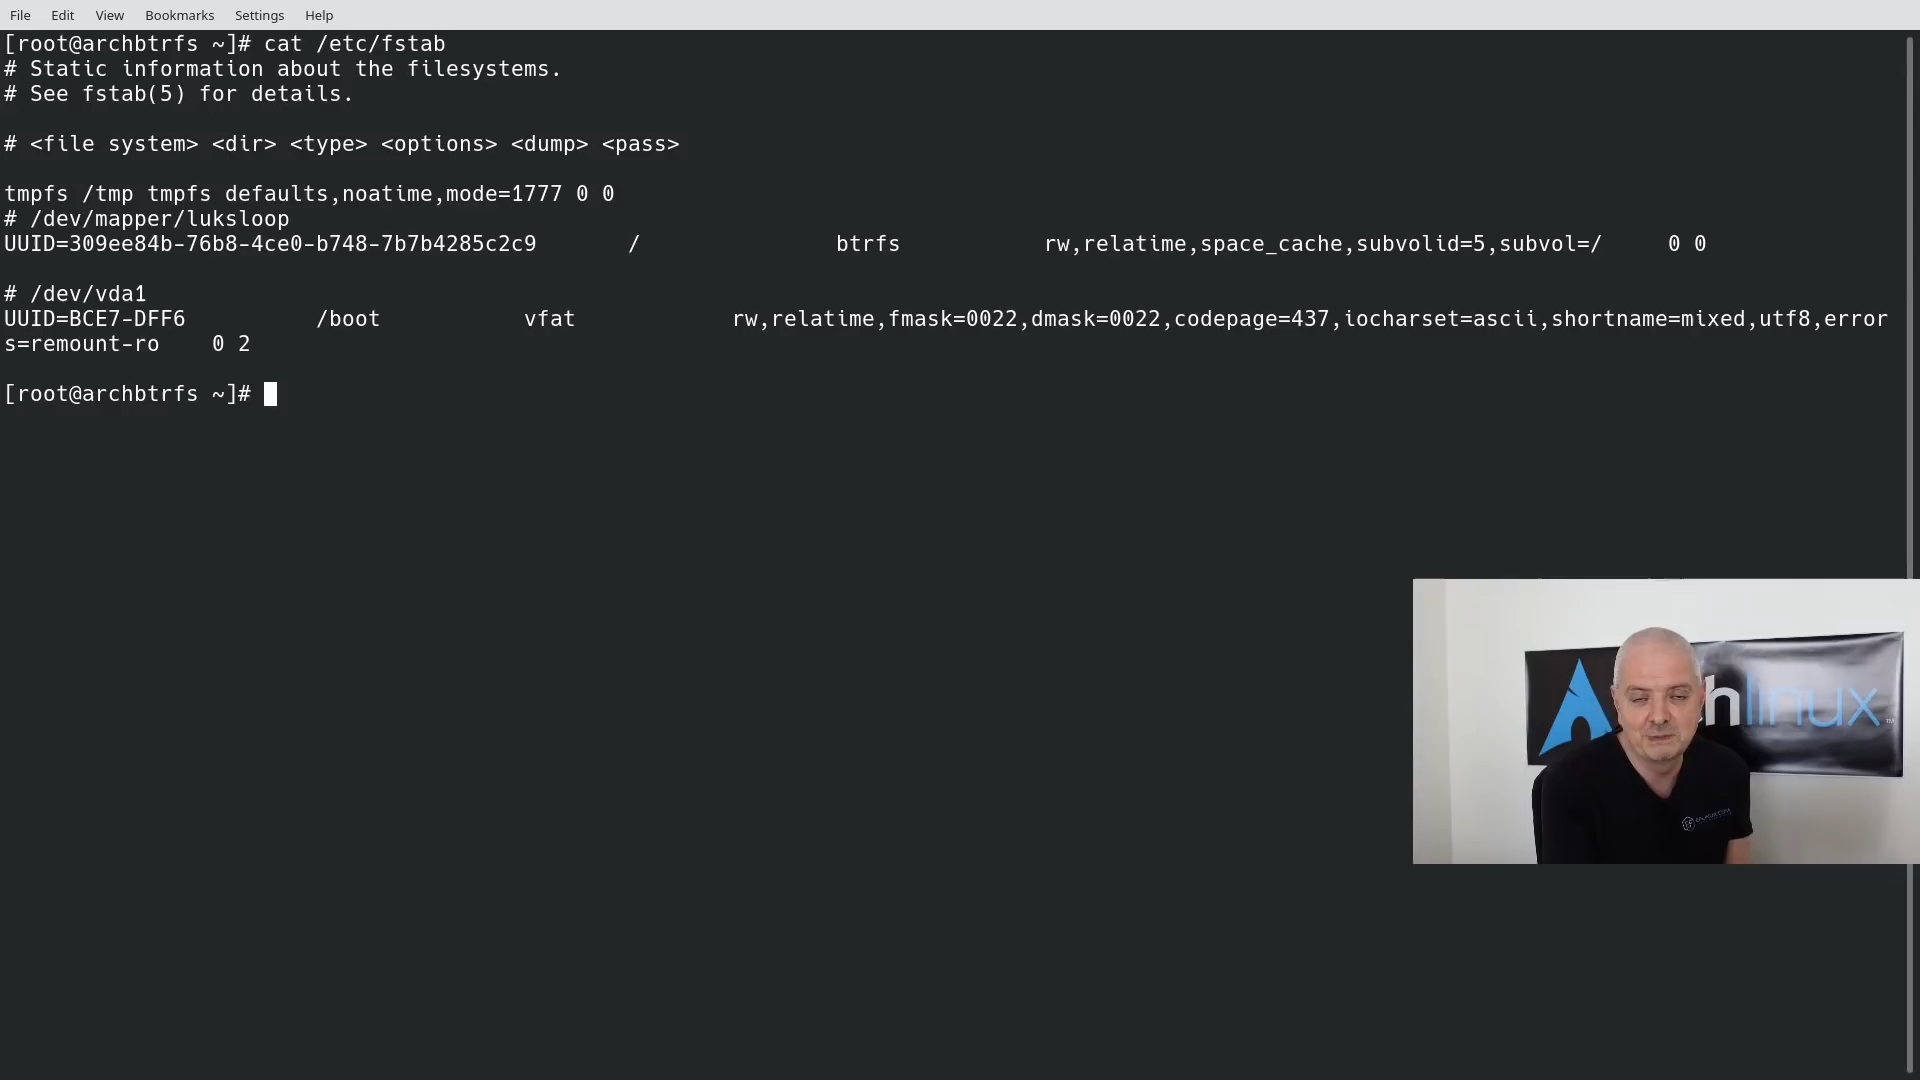 File Edit View Bookmarks Settings Help
[root@archbtrfs ~]# cat /etc/fstab
# Static information about the filesystems.
# See fstab(5) for details.
# <file system> <dir> <type> <options> <dump> <pass>
tmpfs /tmp tmpfs defaults,noatime,mode=1777 0 0
# /dev/mapper/luksloop
UUID=309ee84b-76b8-4ce0-b748-7b7b4285c2c9 / btrfs rw,relatime,space_cache,subvolid=5,subvol=/ 0 0
# /dev/vda1
UUID=BCE7-DFF6 /boot vfat rw,relatime,fmask=0022,dmask=0022,codepage=437,iocharset=ascii,shortname=mixed,utf8,error
s=remount-ro 0 2
[root@archbtrfs ~]#
h linux™